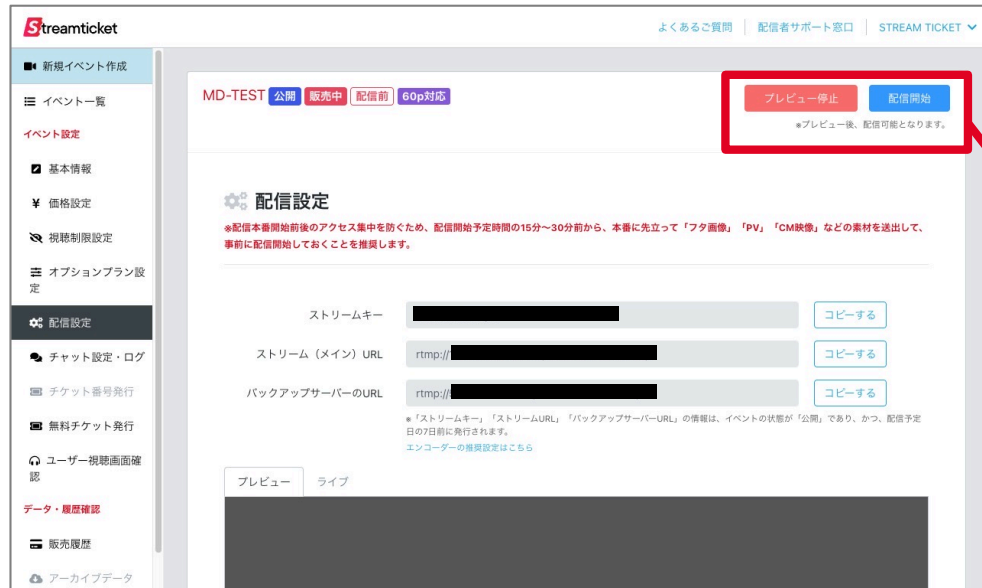 Streamticket
よくあるご質問
配信者サポート窓口
STREAM TICKET
新規イベント作成
イベント一覧
イベント設定
基本情報
価格設定
視聴制限設定
オプションプラン設
定
配信設定
チャット設定・ログ
チケット番号発行
無料チケット発行
ユーザー視聴画面確
認
データ・履歴確認
販売履歴
アーカイブデータ
MD-TEST 公開 販売中 配信前 60p対応
プレビュー停止
配信開始
※プレビュー後、配信可能となります。
配信設定
※配信本番開始前後のアクセス集中を防ぐため、配信開始予定時間の15分〜30分前から、本番に先立って「フタ画像」「PV」「CM映像」などの素材を送出して、
事前に配信開始しておくことを推奨します。
ストリームキー
コピーする
ストリーム（メイン）URL
rtmp://
コピーする
バックアップサーバーのURL
rtmp://
コピーする
※「ストリームキー」「ストリームURL」「バックアップサーバーURL」の情報は、イベントの状態が「公開」であり、かつ、配信予定
日の7日前に発行されます。
エンコーダーの推奨設定はこちら
プレビュー
ライブ